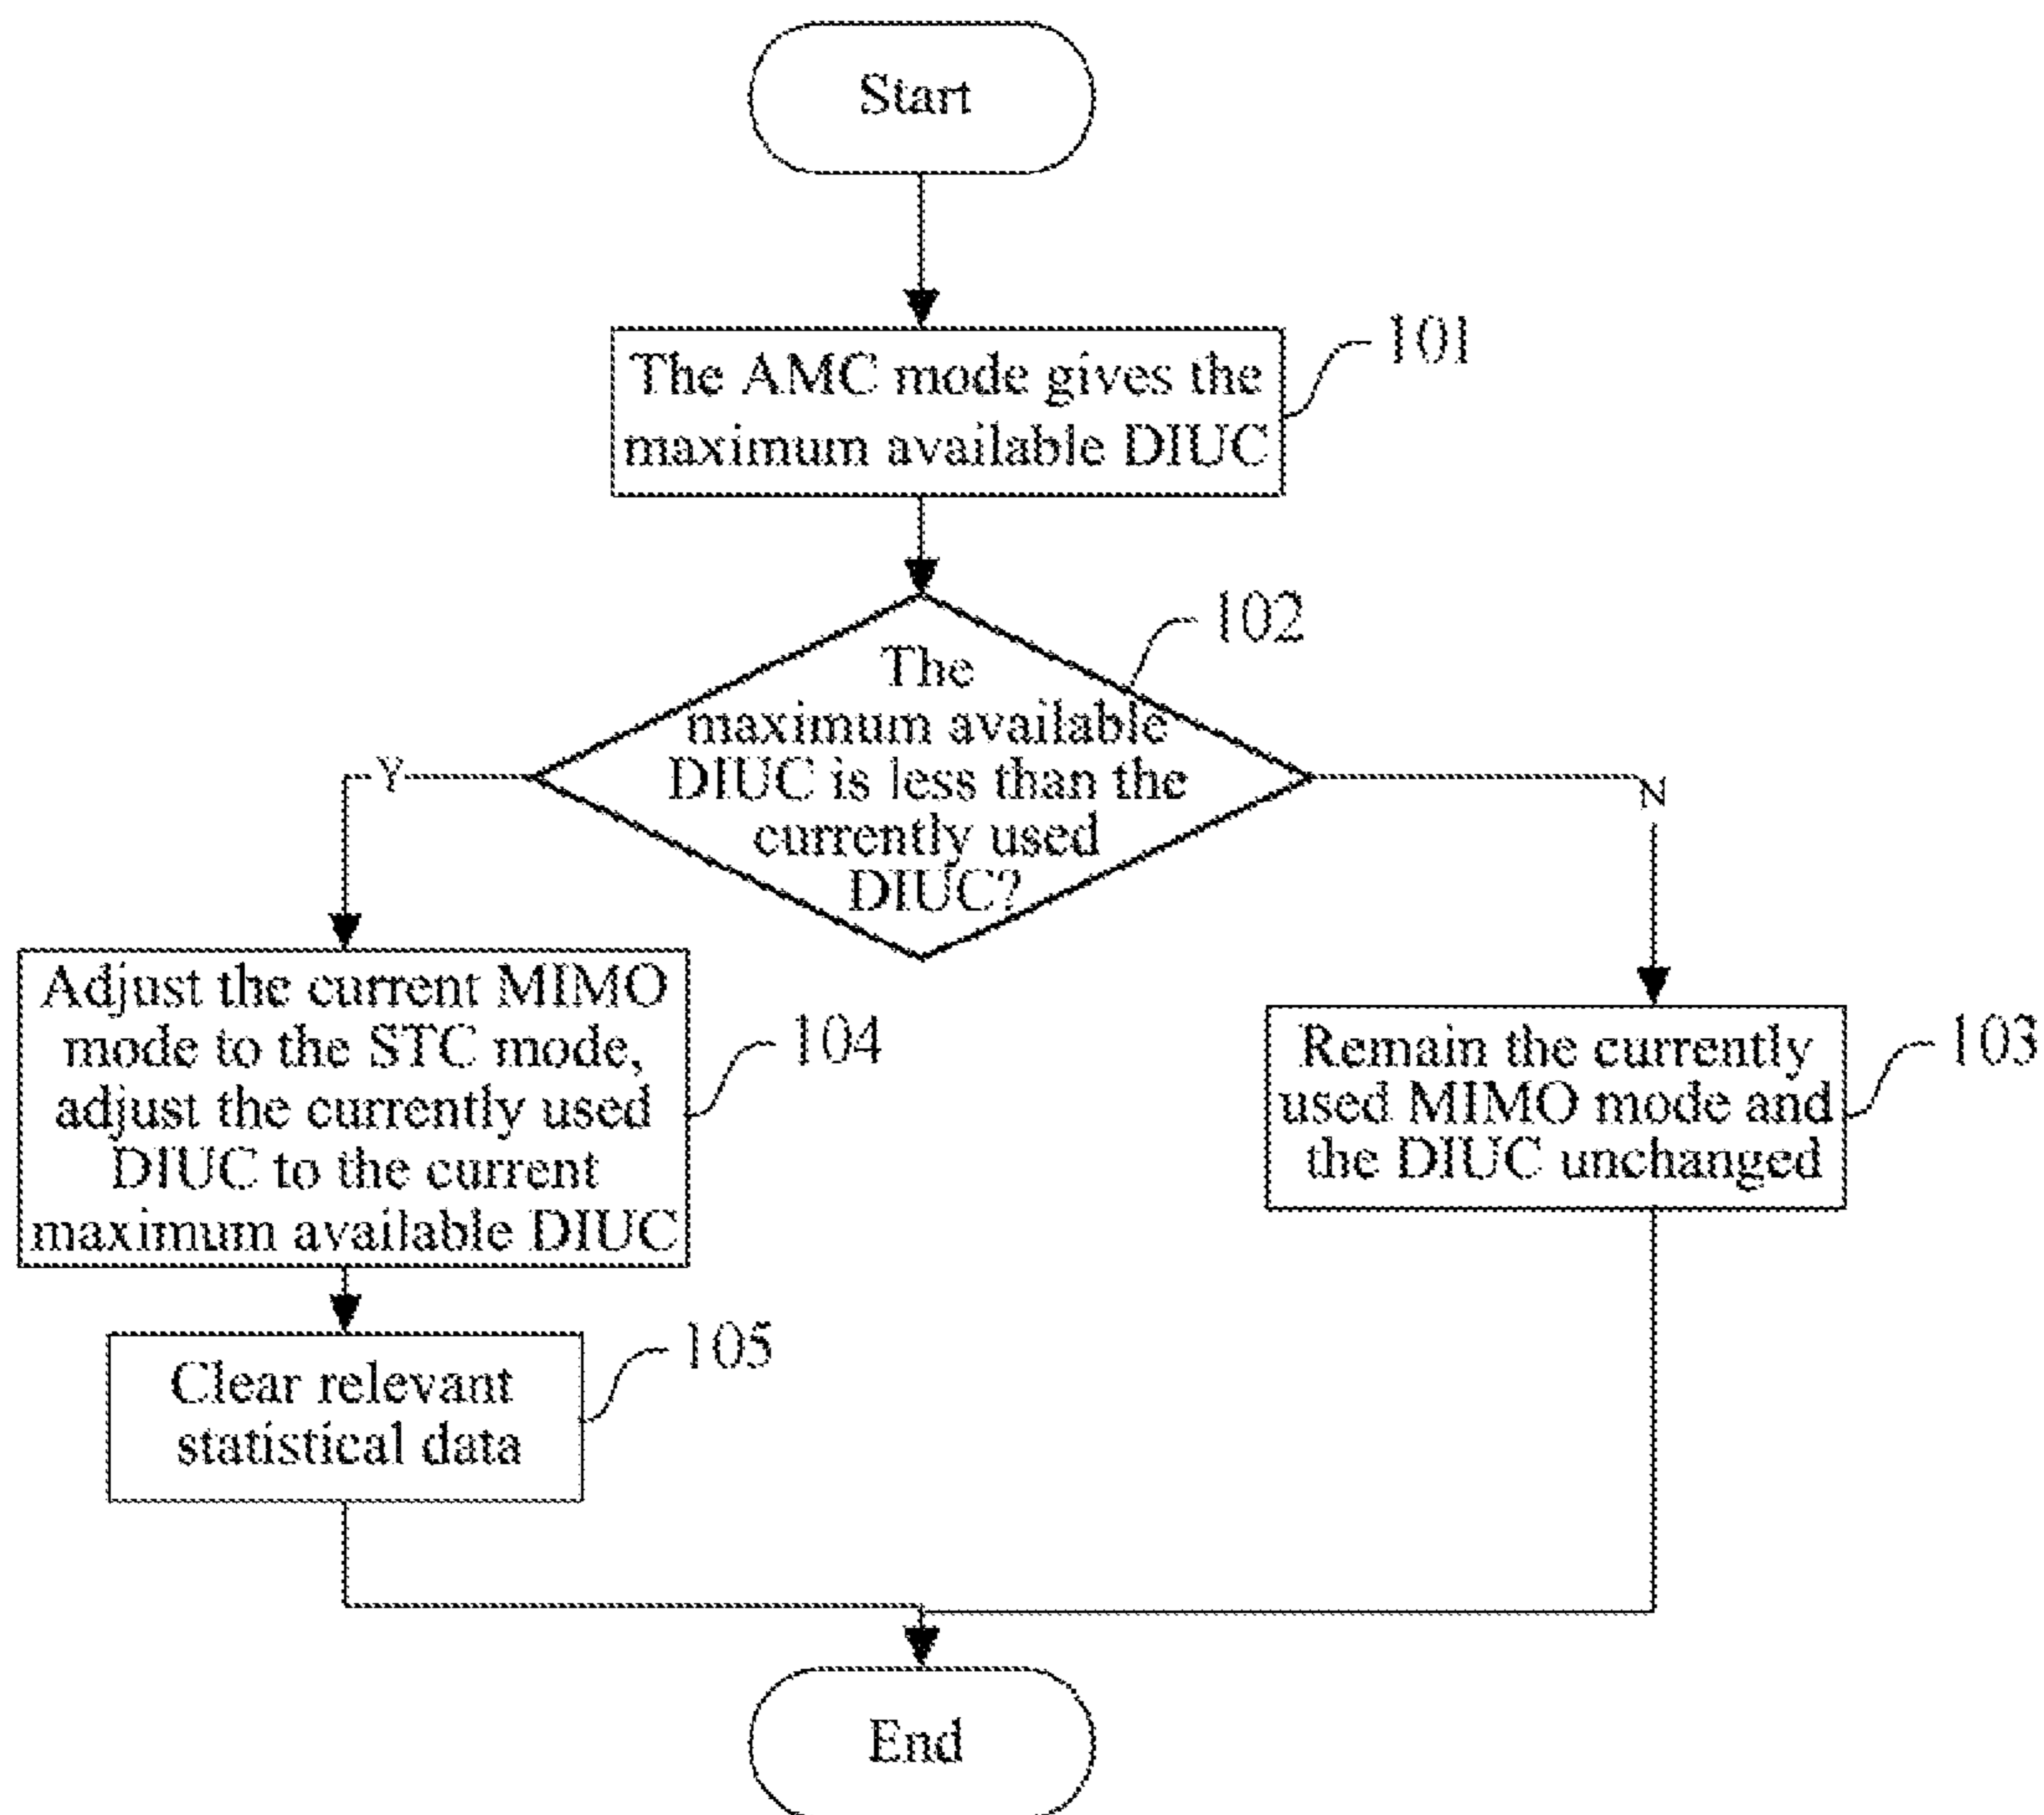 Start
The AMC mode gives the
maximum available DIUC
101
102
The
maximum available
DIUC is less than the
currently used
DIUC?
Y
N
Adjust the current MIMO
mode to the STC mode,
adjust the currently used
DIUC to the current
maximum available DIUC
104
Remain the currently
used MIMO mode and
the DIUC unchanged
103
Clear relevant
statistical data
105
End